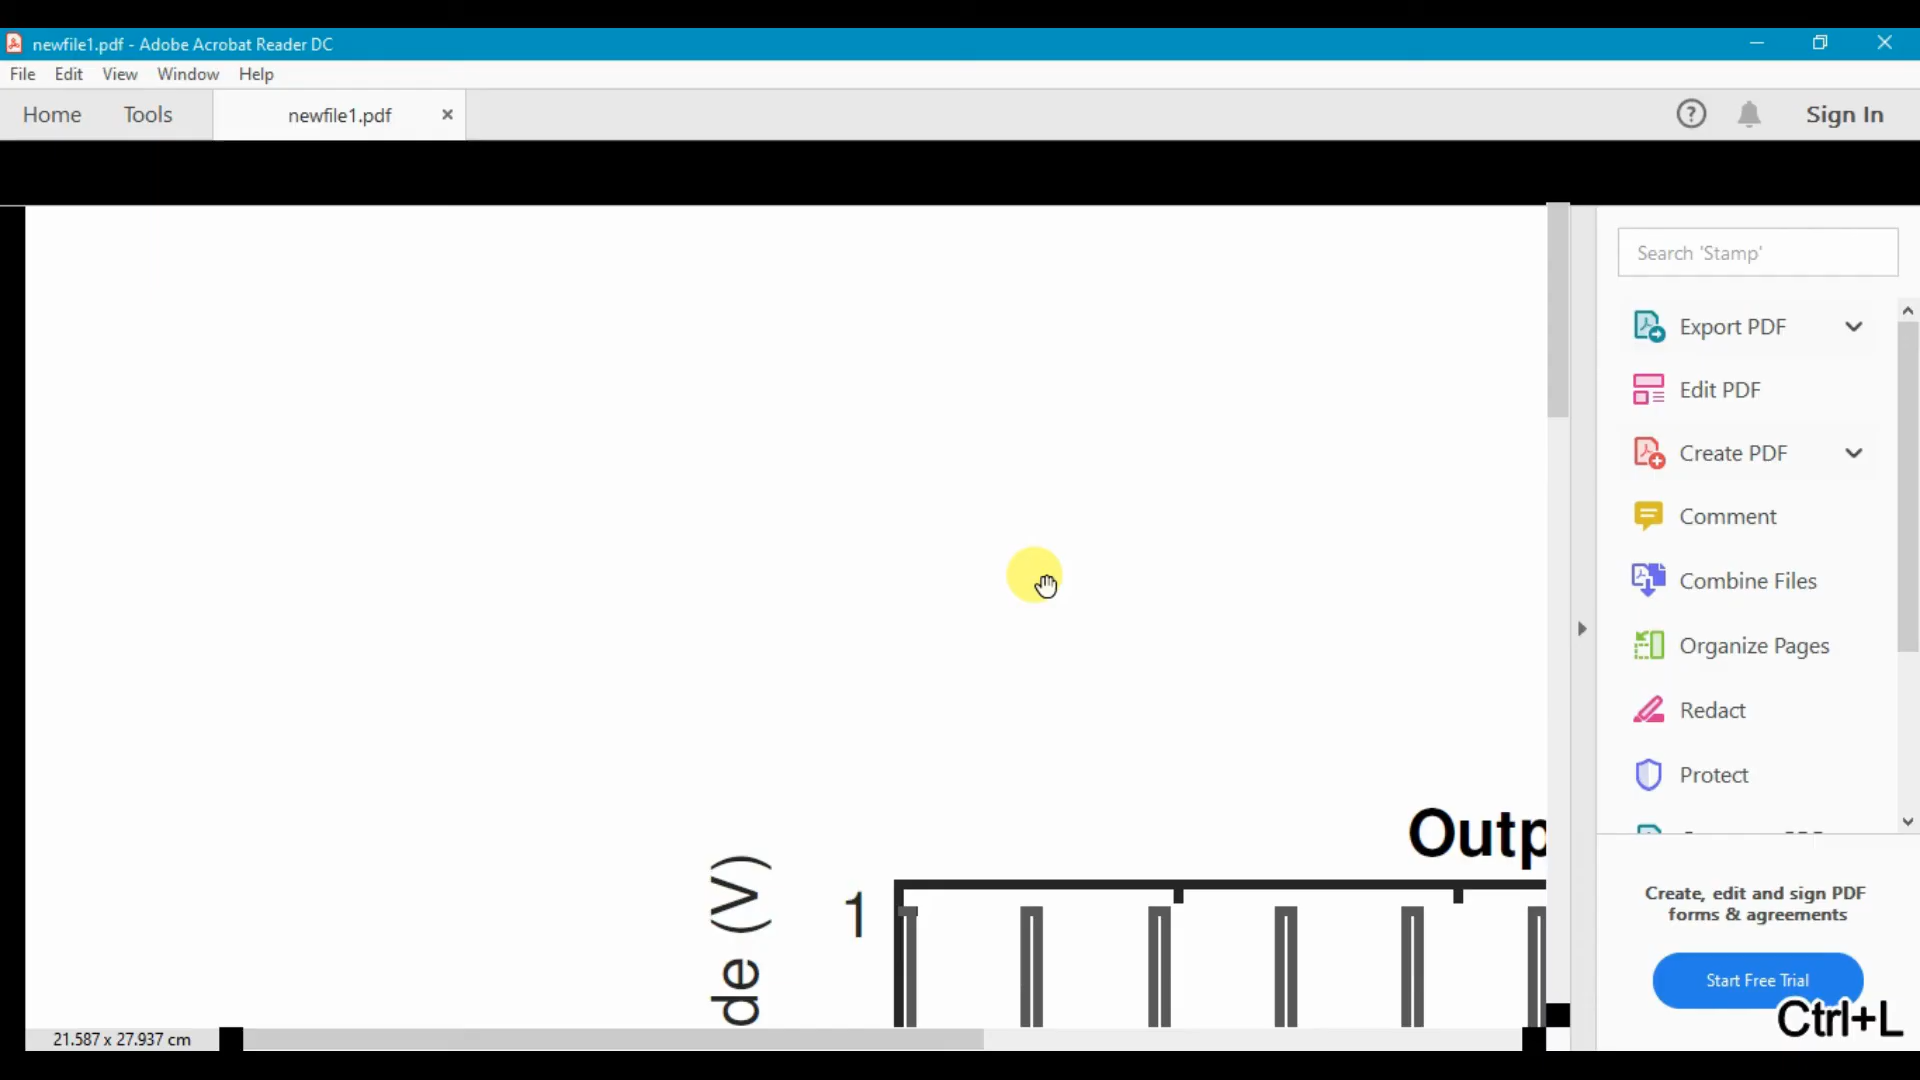 newfile1.pdf - Adobe Acrobat Reader DC
File Edit View Window Help
Home Tools newfile1.pdf Sign In
Search 'Stamp'
Export PDF
Edit PDF
Create PDF
Comment
Combine Files
Organize Pages
Redact
Protect
Outp
de (V)
1
Create, edit and sign PDF
forms & agreements
Start Free Trial
Ctrl+L
21.587 x 27.937 cm